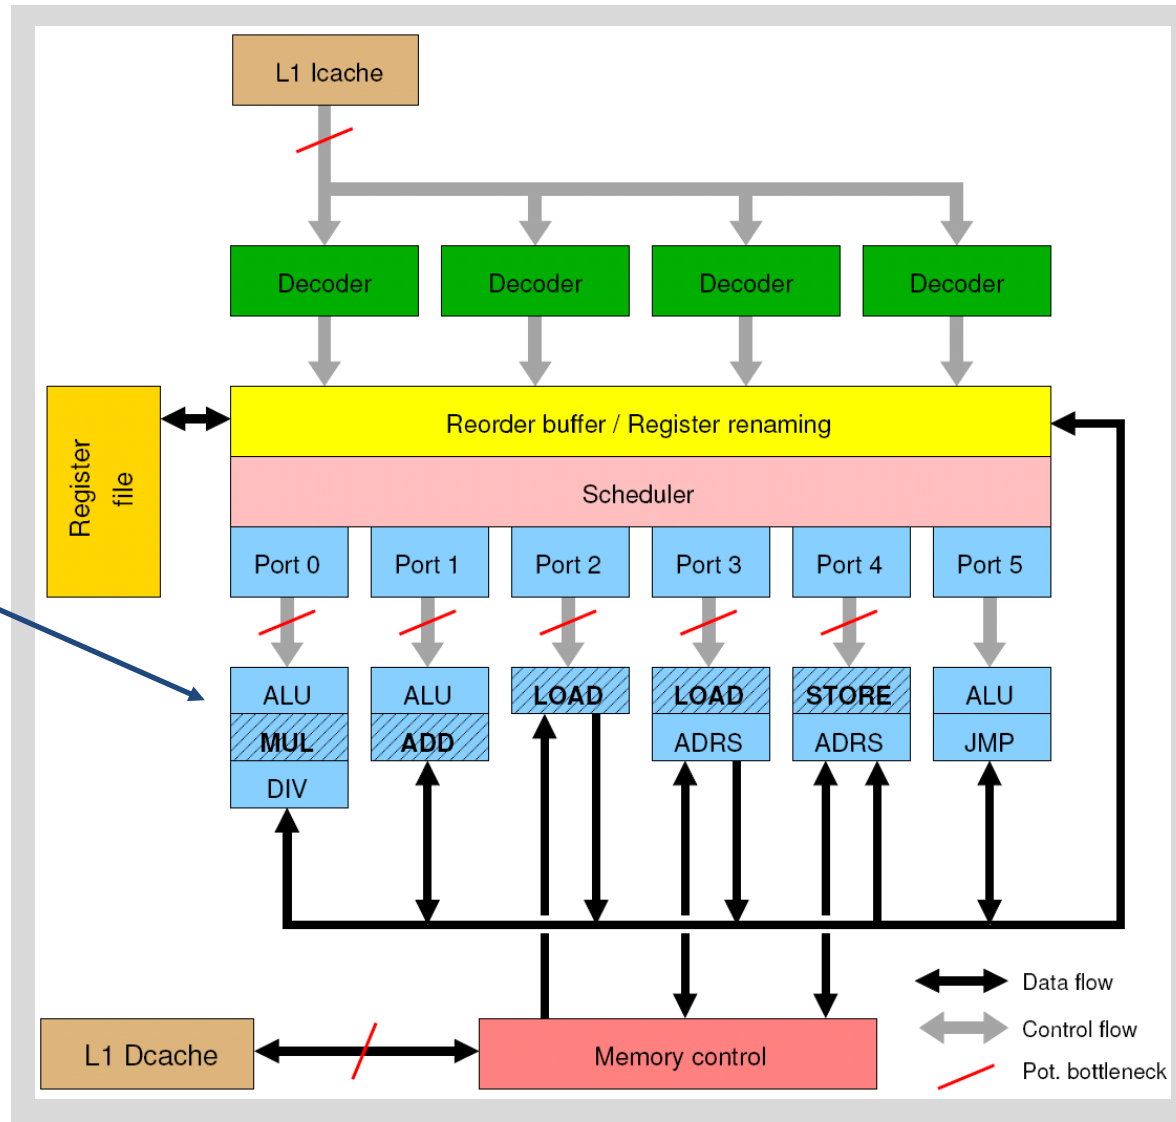 L1 Icache
Decoder
Decoder
Decoder
Decoder
Register
file
Reorder buffer / Register renaming
Scheduler
Port 0
Port 1
Port 2
Port 3
Port 4
Port 5
ALU
MUL
DIV
ALU
ADD
LOAD
LOAD
ADRS
STORE
ADRS
ALU
JMP
Data flow
Control flow
Pot. bottleneck
L1 Dcache
Memory control